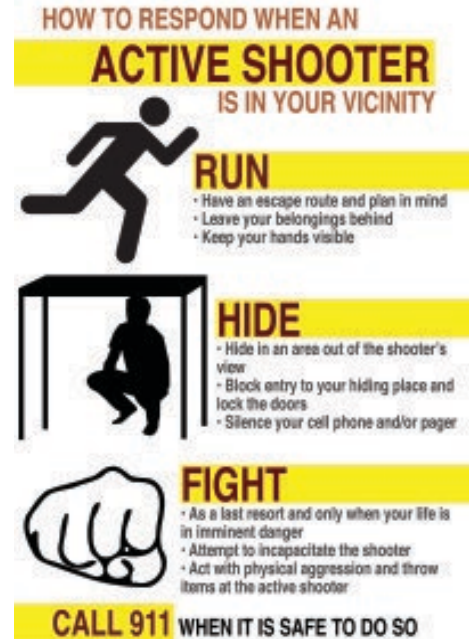 HOW TO RESPOND WHEN AN
ACTIVE SHOOTER
IS IN YOUR VICINITY
RUN
· Have an escape route and plan in mind
· Leave your belongings behind
· Keep your hands visible
HIDE
· Hide in an area out of the shooter's
view
· Block entry to your hiding place and
lock the doors
· Silence your cell phone and/or pager
FIGHT
· As a last resort and only when your life is
in imminent danger
· Attempt to incapacitate the shooter
· Act with physical aggression and throw
items at the active shooter
CALL 911 WHEN IT IS SAFE TO DO SO